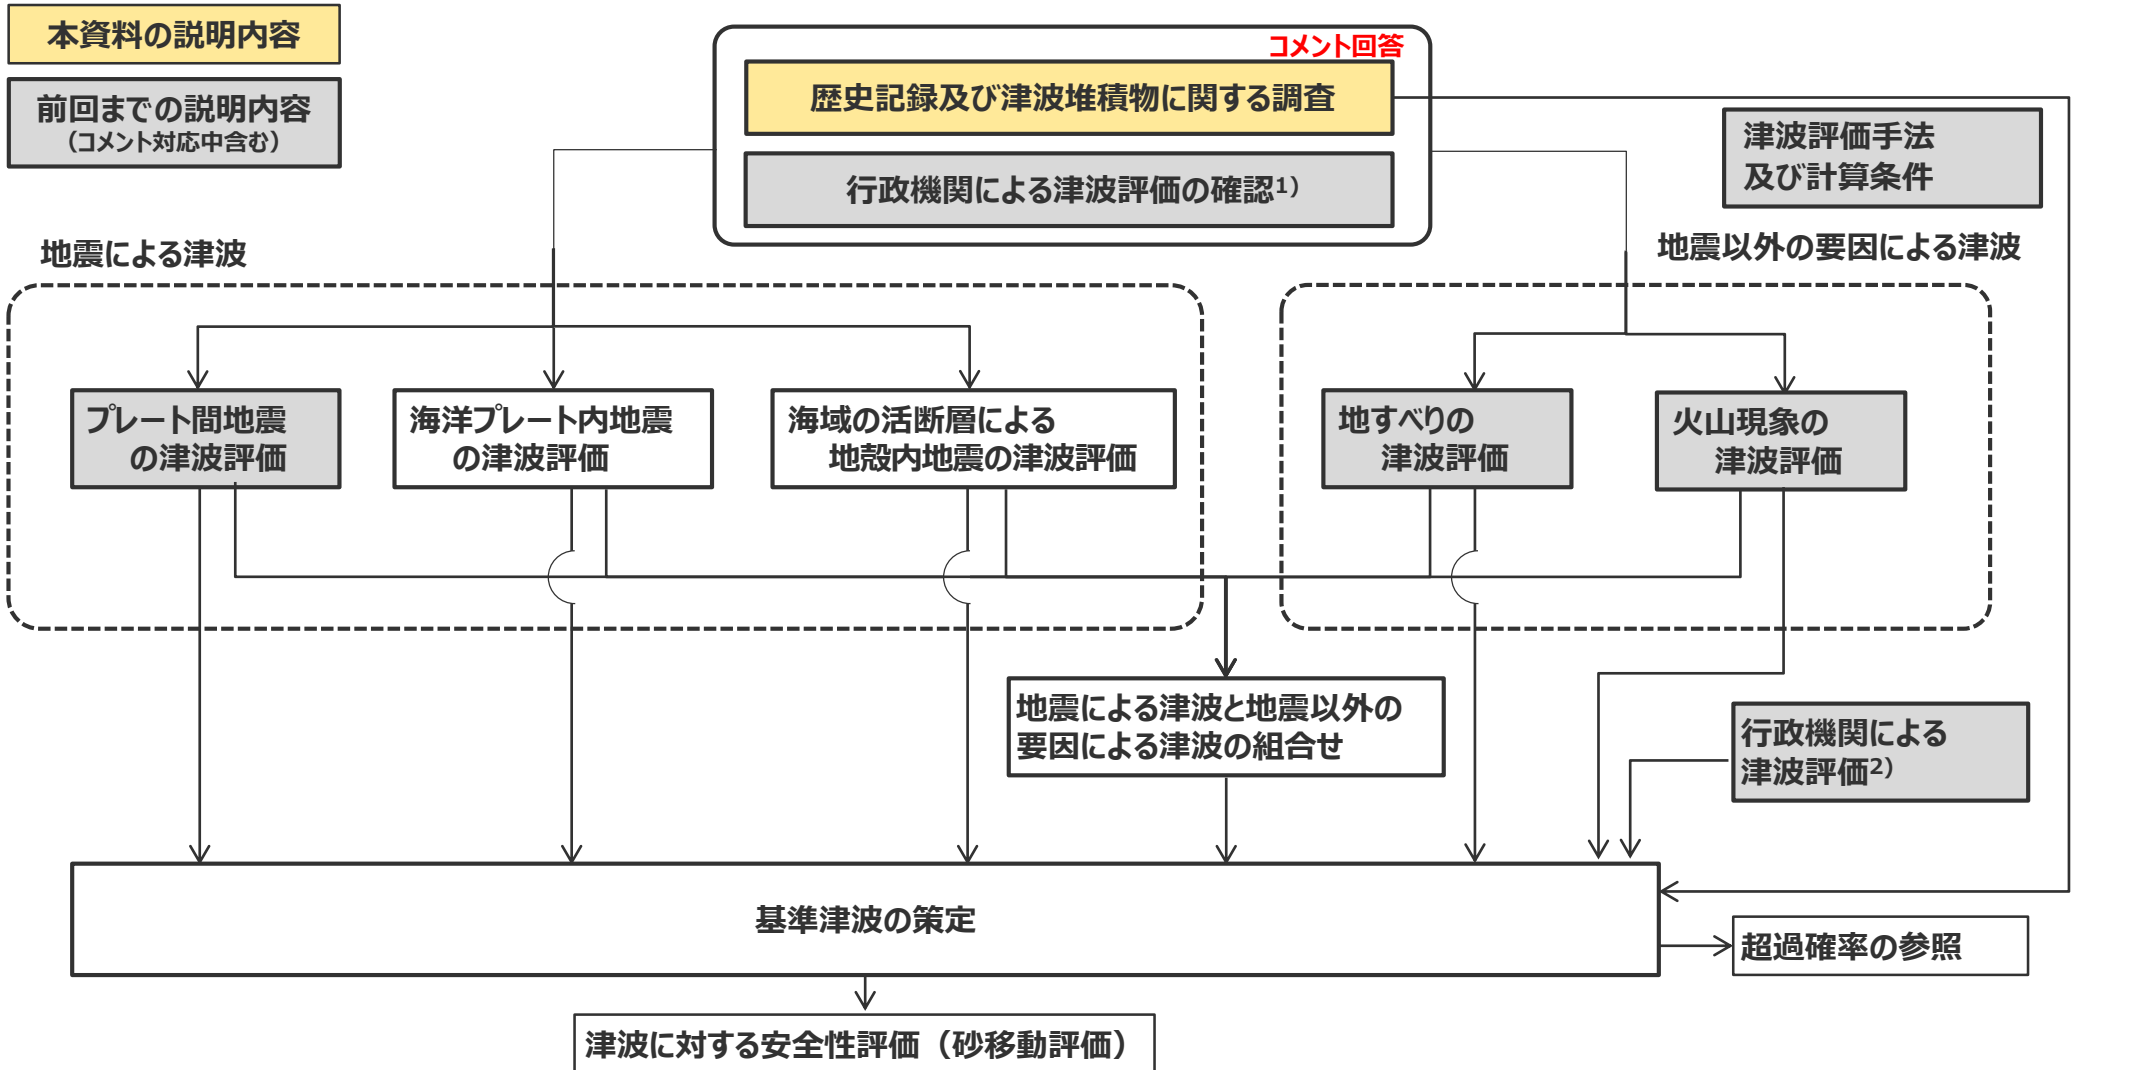 本資料の説明内容
前回までの説明内容
（コメント対応中含む）
コメント回答
歴史記録及び津波堆積物に関する調査
行政機関による津波評価の確認1)
津波評価手法
及び計算条件
地震による津波
地震以外の要因による津波
プレート間地震
の津波評価
海洋プレート内地震
の津波評価
海域の活断層による
地殻内地震の津波評価
地すべりの
津波評価
火山現象の
津波評価
地震による津波と地震以外の
要因による津波の組合せ
行政機関による
津波評価2)
基準津波の策定
超過確率の参照
津波に対する安全性評価（砂移動評価）